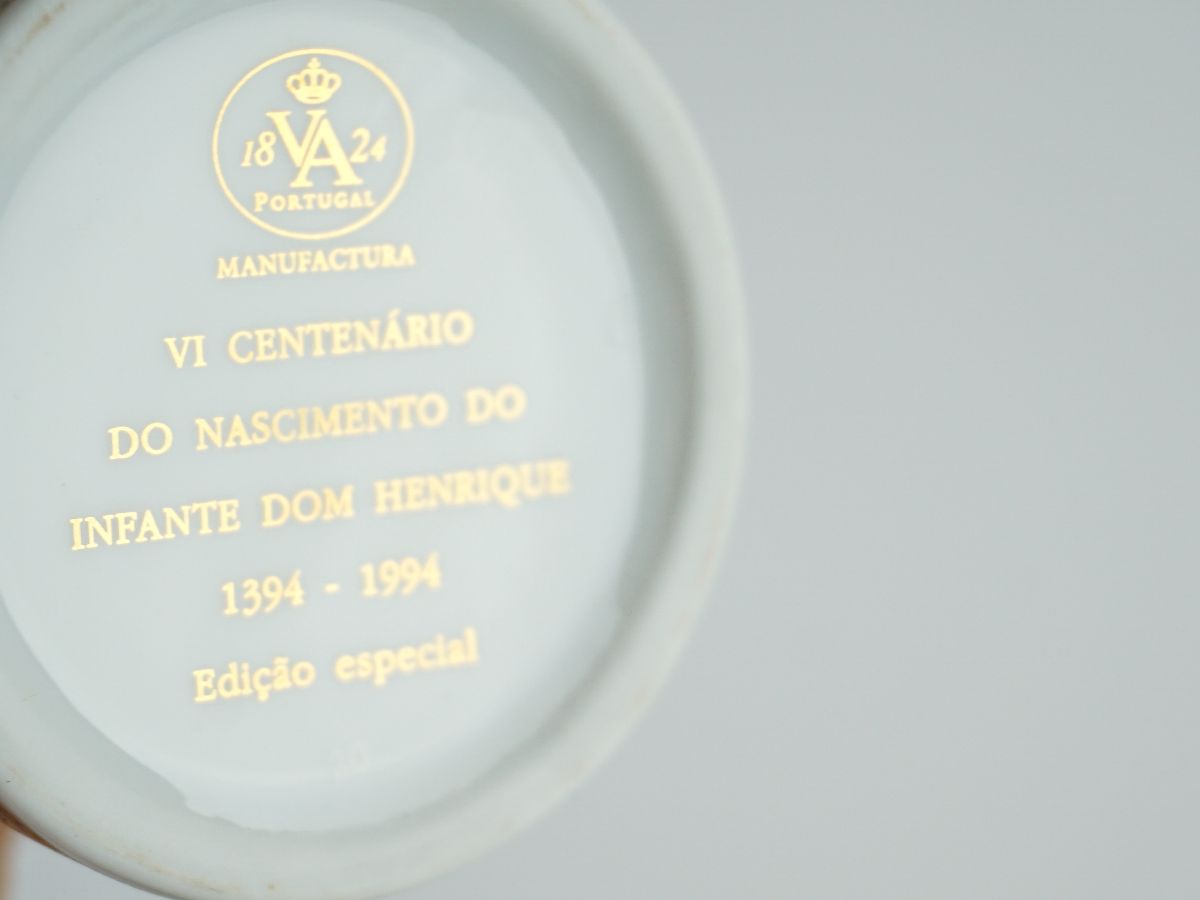 18 VA 24
PORTUGAL
MANUFACTURA
VI CENTENÁRIO
DO NASCIMENTO DO
INFANTE DOM HENRIQUE
1394 - 1994
Edição especial